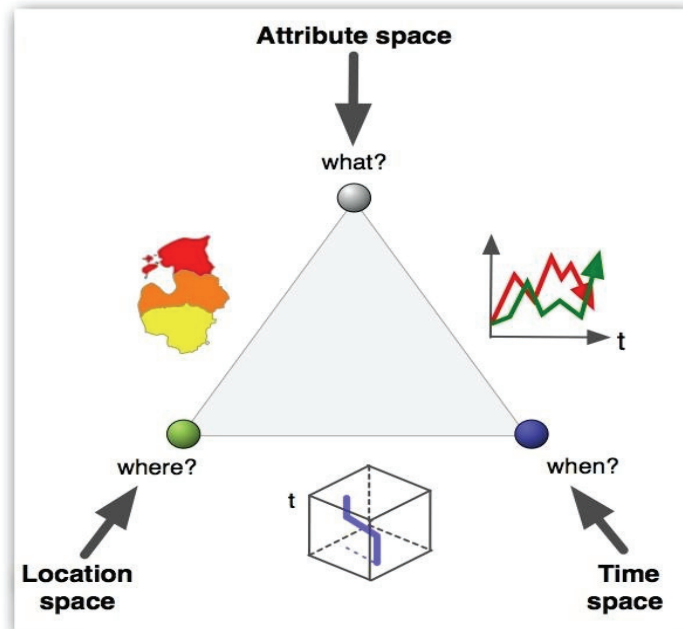 Attribute space
what?
t
where?
when?
t
Location
space
Time
space